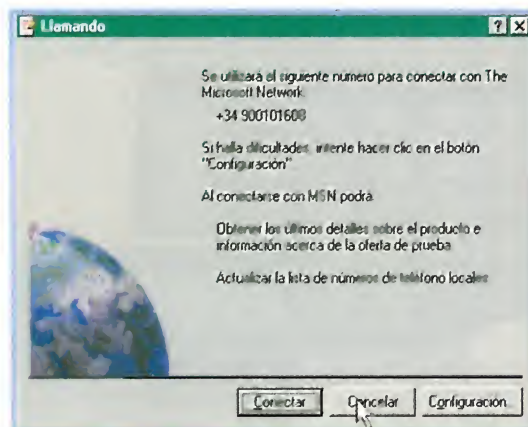 Llamando
Se utilizará el siguiente numero para conectar con The
Microsoft Network:
+34 900101608
Si halla dificultades, intente hacer clic en el botón
"Configuración"
Al conectarse con MSN podrá
Obtener los últimos detalles sobre el producto e
información acerca de la oferta de prueba
Actualizar la lista de números de teléfono locales
Conectar Cancelar Configuración...